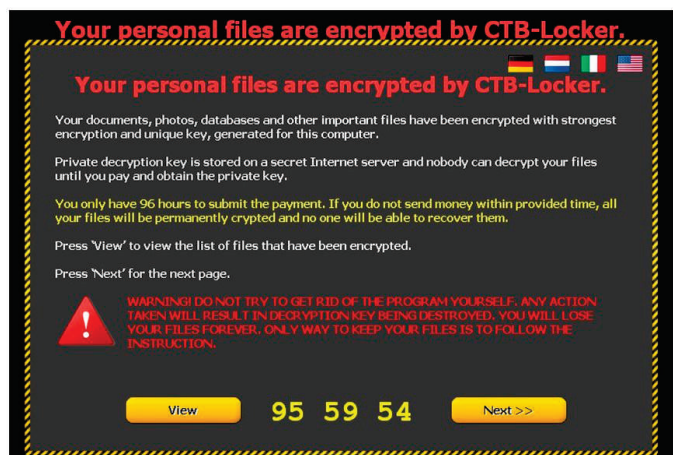 Your personal files are encrypted by CTB-Locker.
Your personal files are encrypted by CTB-Locker.
Your documents, photos, databases and other important files have been encrypted with strongest
encryption and unique key, generated for this computer.
Private decryption key is stored on a secret Internet server and nobody can decrypt your files
until you pay and obtain the private key.
You only have 96 hours to submit the payment. If you do not send money within provided time, all
your files will be permanently crypted and no one will be able to recover them.
Press 'View' to view the list of files that have been encrypted.
Press 'Next' for the next page.
WARNING! DO NOT TRY TO GET RID OF THE PROGRAM YOURSELF. ANY ACTION
TAKEN WILL RESULT IN DECRYPTION KEY BEING DESTROYED. YOU WILL LOSE
YOUR FILES FOREVER. ONLY WAY TO KEEP YOUR FILES IS TO FOLLOW THE
INSTRUCTION.
View 95 59 54 Next >>